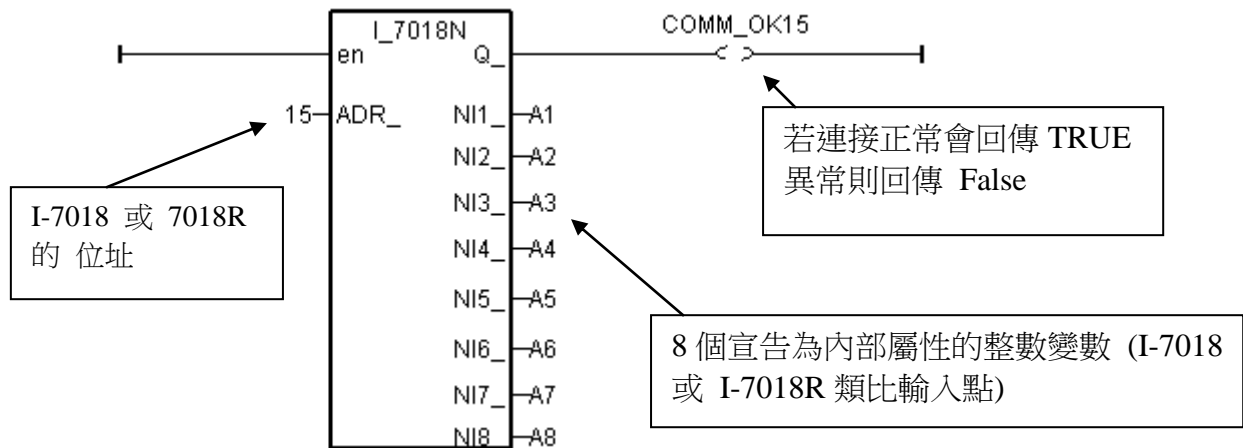 I_7018N
COMM_OK15
en Q_
15 ADR_ NI1_ A1
NI2_ A2
NI3_ A3
NI4_ A4
NI5_ A5
NI6_ A6
NI7_ A7
NI8_ A8
I-7018 或 7018R
的 位址
若連接正常會回傳 TRUE
異常則回傳 False
8 個宣告為內部屬性的整數變數 (I-7018
或 I-7018R 類比輸入點)